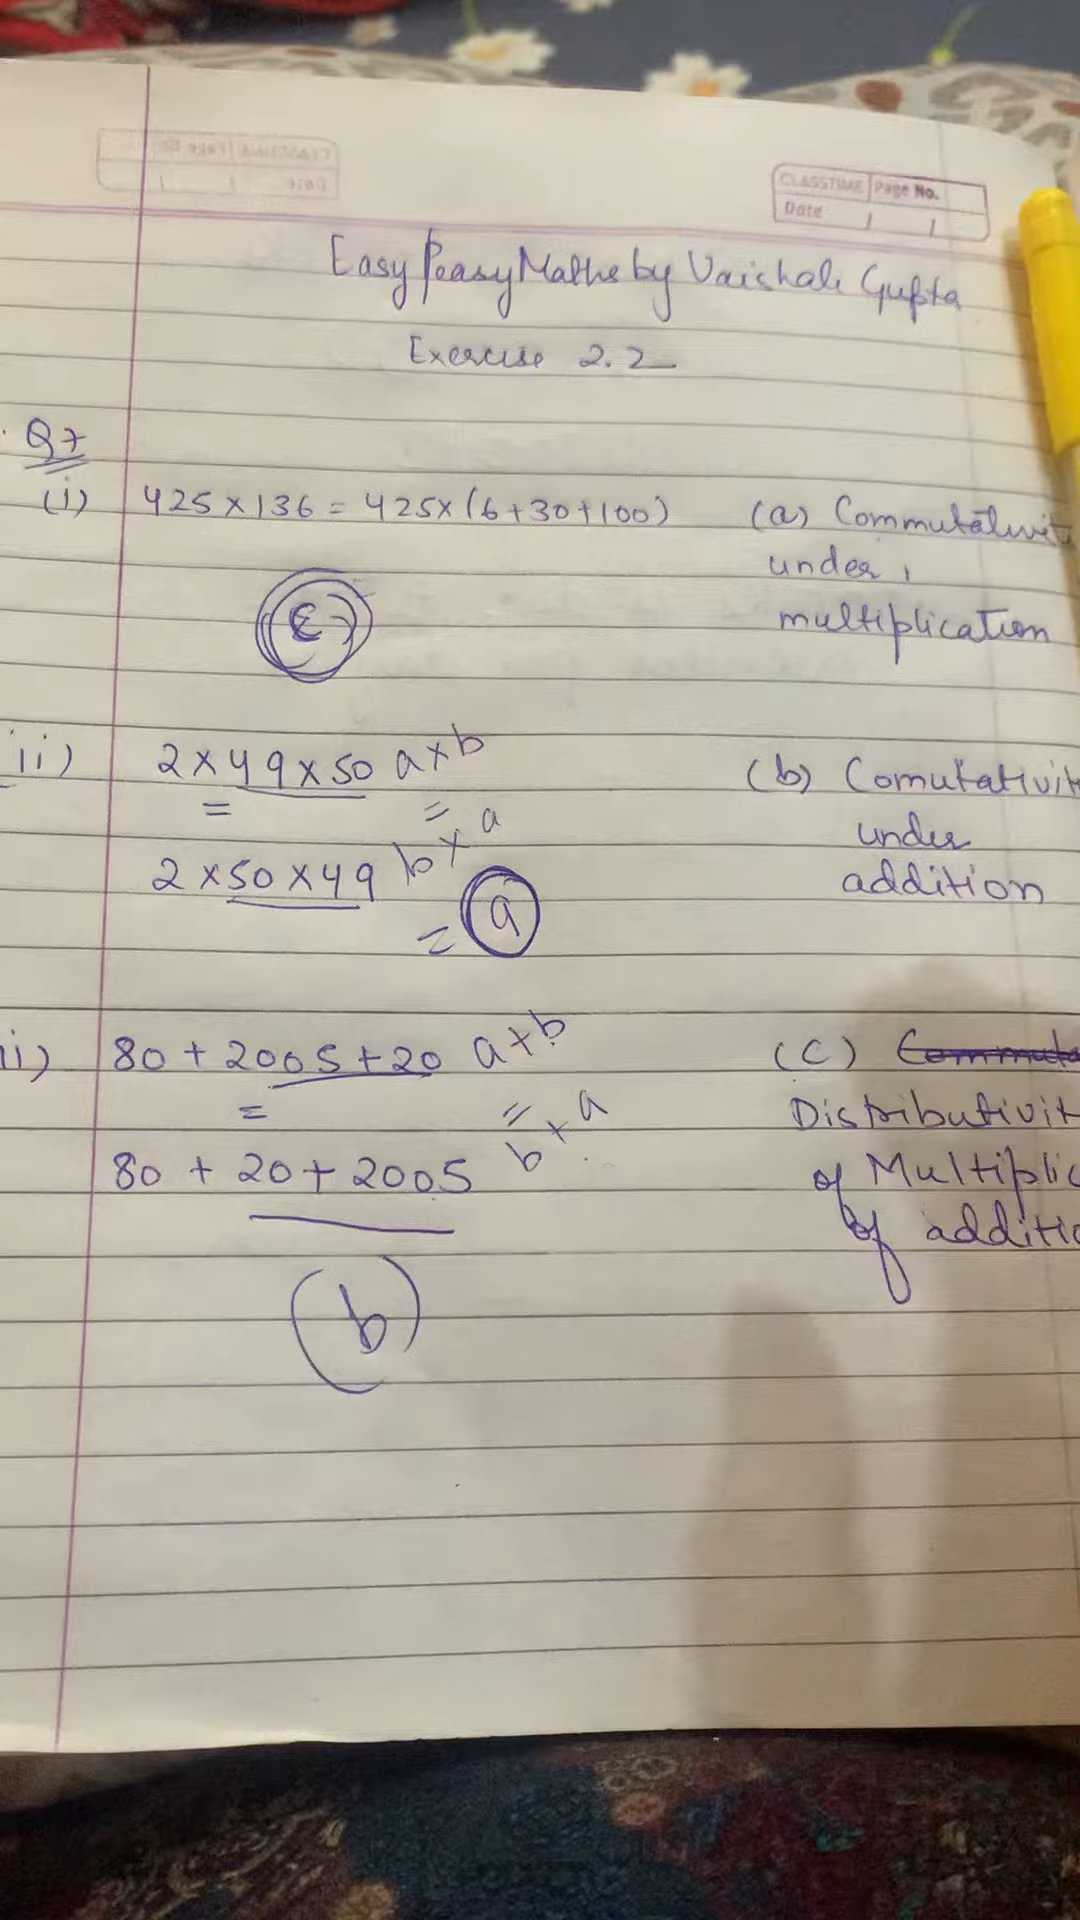 CLASSTIME Page No.
Date / /
Easy Peasy Maths by Vaishali Gupta
Exercise 2.2
Q7
(i) 425×136 = 425×(6+30+100) (a) Commutativit
under
multiplication
ii) 2×49×50 a×b (b) Comutativit
= = under
2×50×49 b×a addition
= a
ii) 80 + 2005+20 a+b (c)
= = Distributivit
80 + 20 + 2005 b+a of Multiplic
of additio
(b)